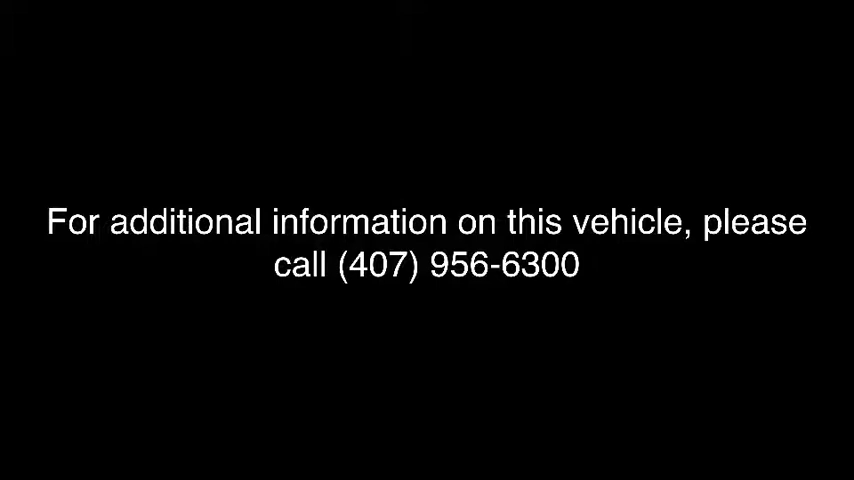 For additional information on this vehicle, please
call (407) 956-6300